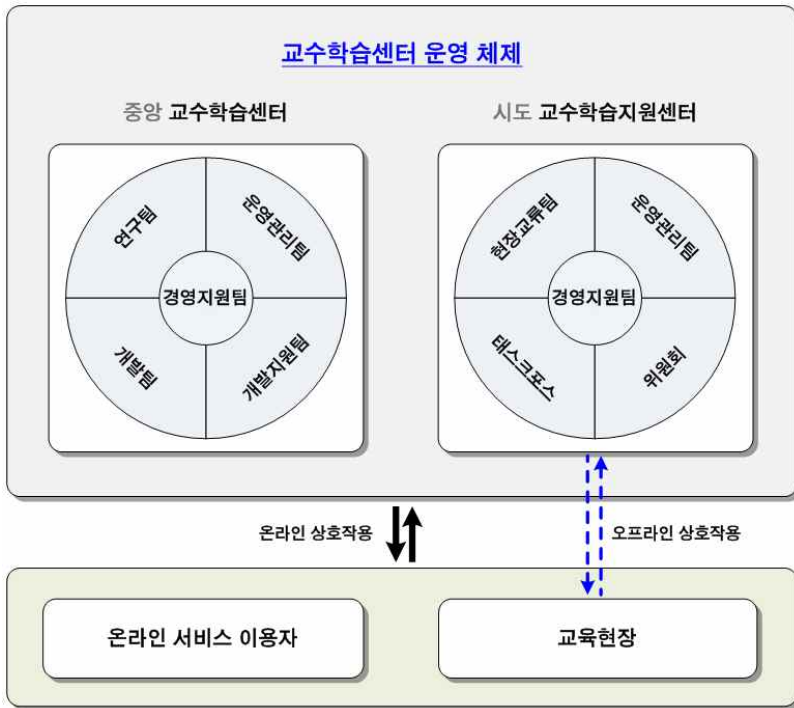 교수학습센터 운영 체제
중앙 교수학습센터
시도 교수학습지원센터
연구팀
운영관리팀
경영지원팀
개발팀
개발지원팀
현장교류팀
운영관리팀
경영지원팀
태스크포스
위원회
온라인 상호작용
오프라인 상호작용
온라인 서비스 이용자
교육현장